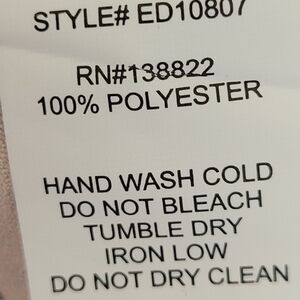 STYLE# ED10807
RN#138822
100% POLYESTER
HAND WASH COLD
DO NOT BLEACH
TUMBLE DRY
IRON LOW
DO NOT DRY CLEAN